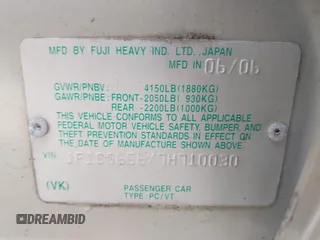 MFD BY FUJI HEAVY IND. LTD., JAPAN
MFD IN 06/06
GVWR/PNBV : 4150LB(1880KG)
GAWR/PNBE: FRONT-2050LB( 930KG)
REAR -2200LB(1000KG)
THIS VEHICLE CONFORMS TO ALL APPLICABLE
FEDERAL MOTOR VEHICLE SAFETY, BUMPER, AND
THEFT PREVENTION STANDARDS IN EFFECT ON
THE DATE OF MANUFACTURE SHOWN ABOVE.
VIN
(VK)
PASSENGER CAR
TYPE PC/VT
DREAMBID